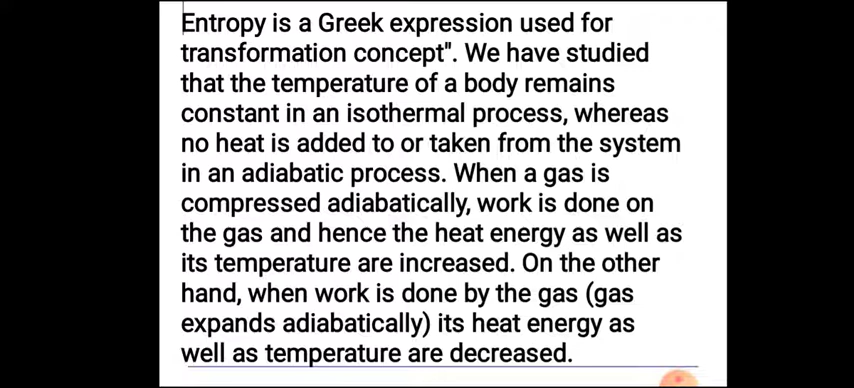 Entropy is a Greek expression used for
transformation concept". We have studied
that the temperature of a body remains
constant in an isothermal process, whereas
no heat is added to or taken from the system
in an adiabatic process. When a gas is
compressed adiabatically, work is done on
the gas and hence the heat energy as well as
its temperature are increased. On the other
hand, when work is done by the gas (gas
expands adiabatically) its heat energy as
well as temperature are decreased.